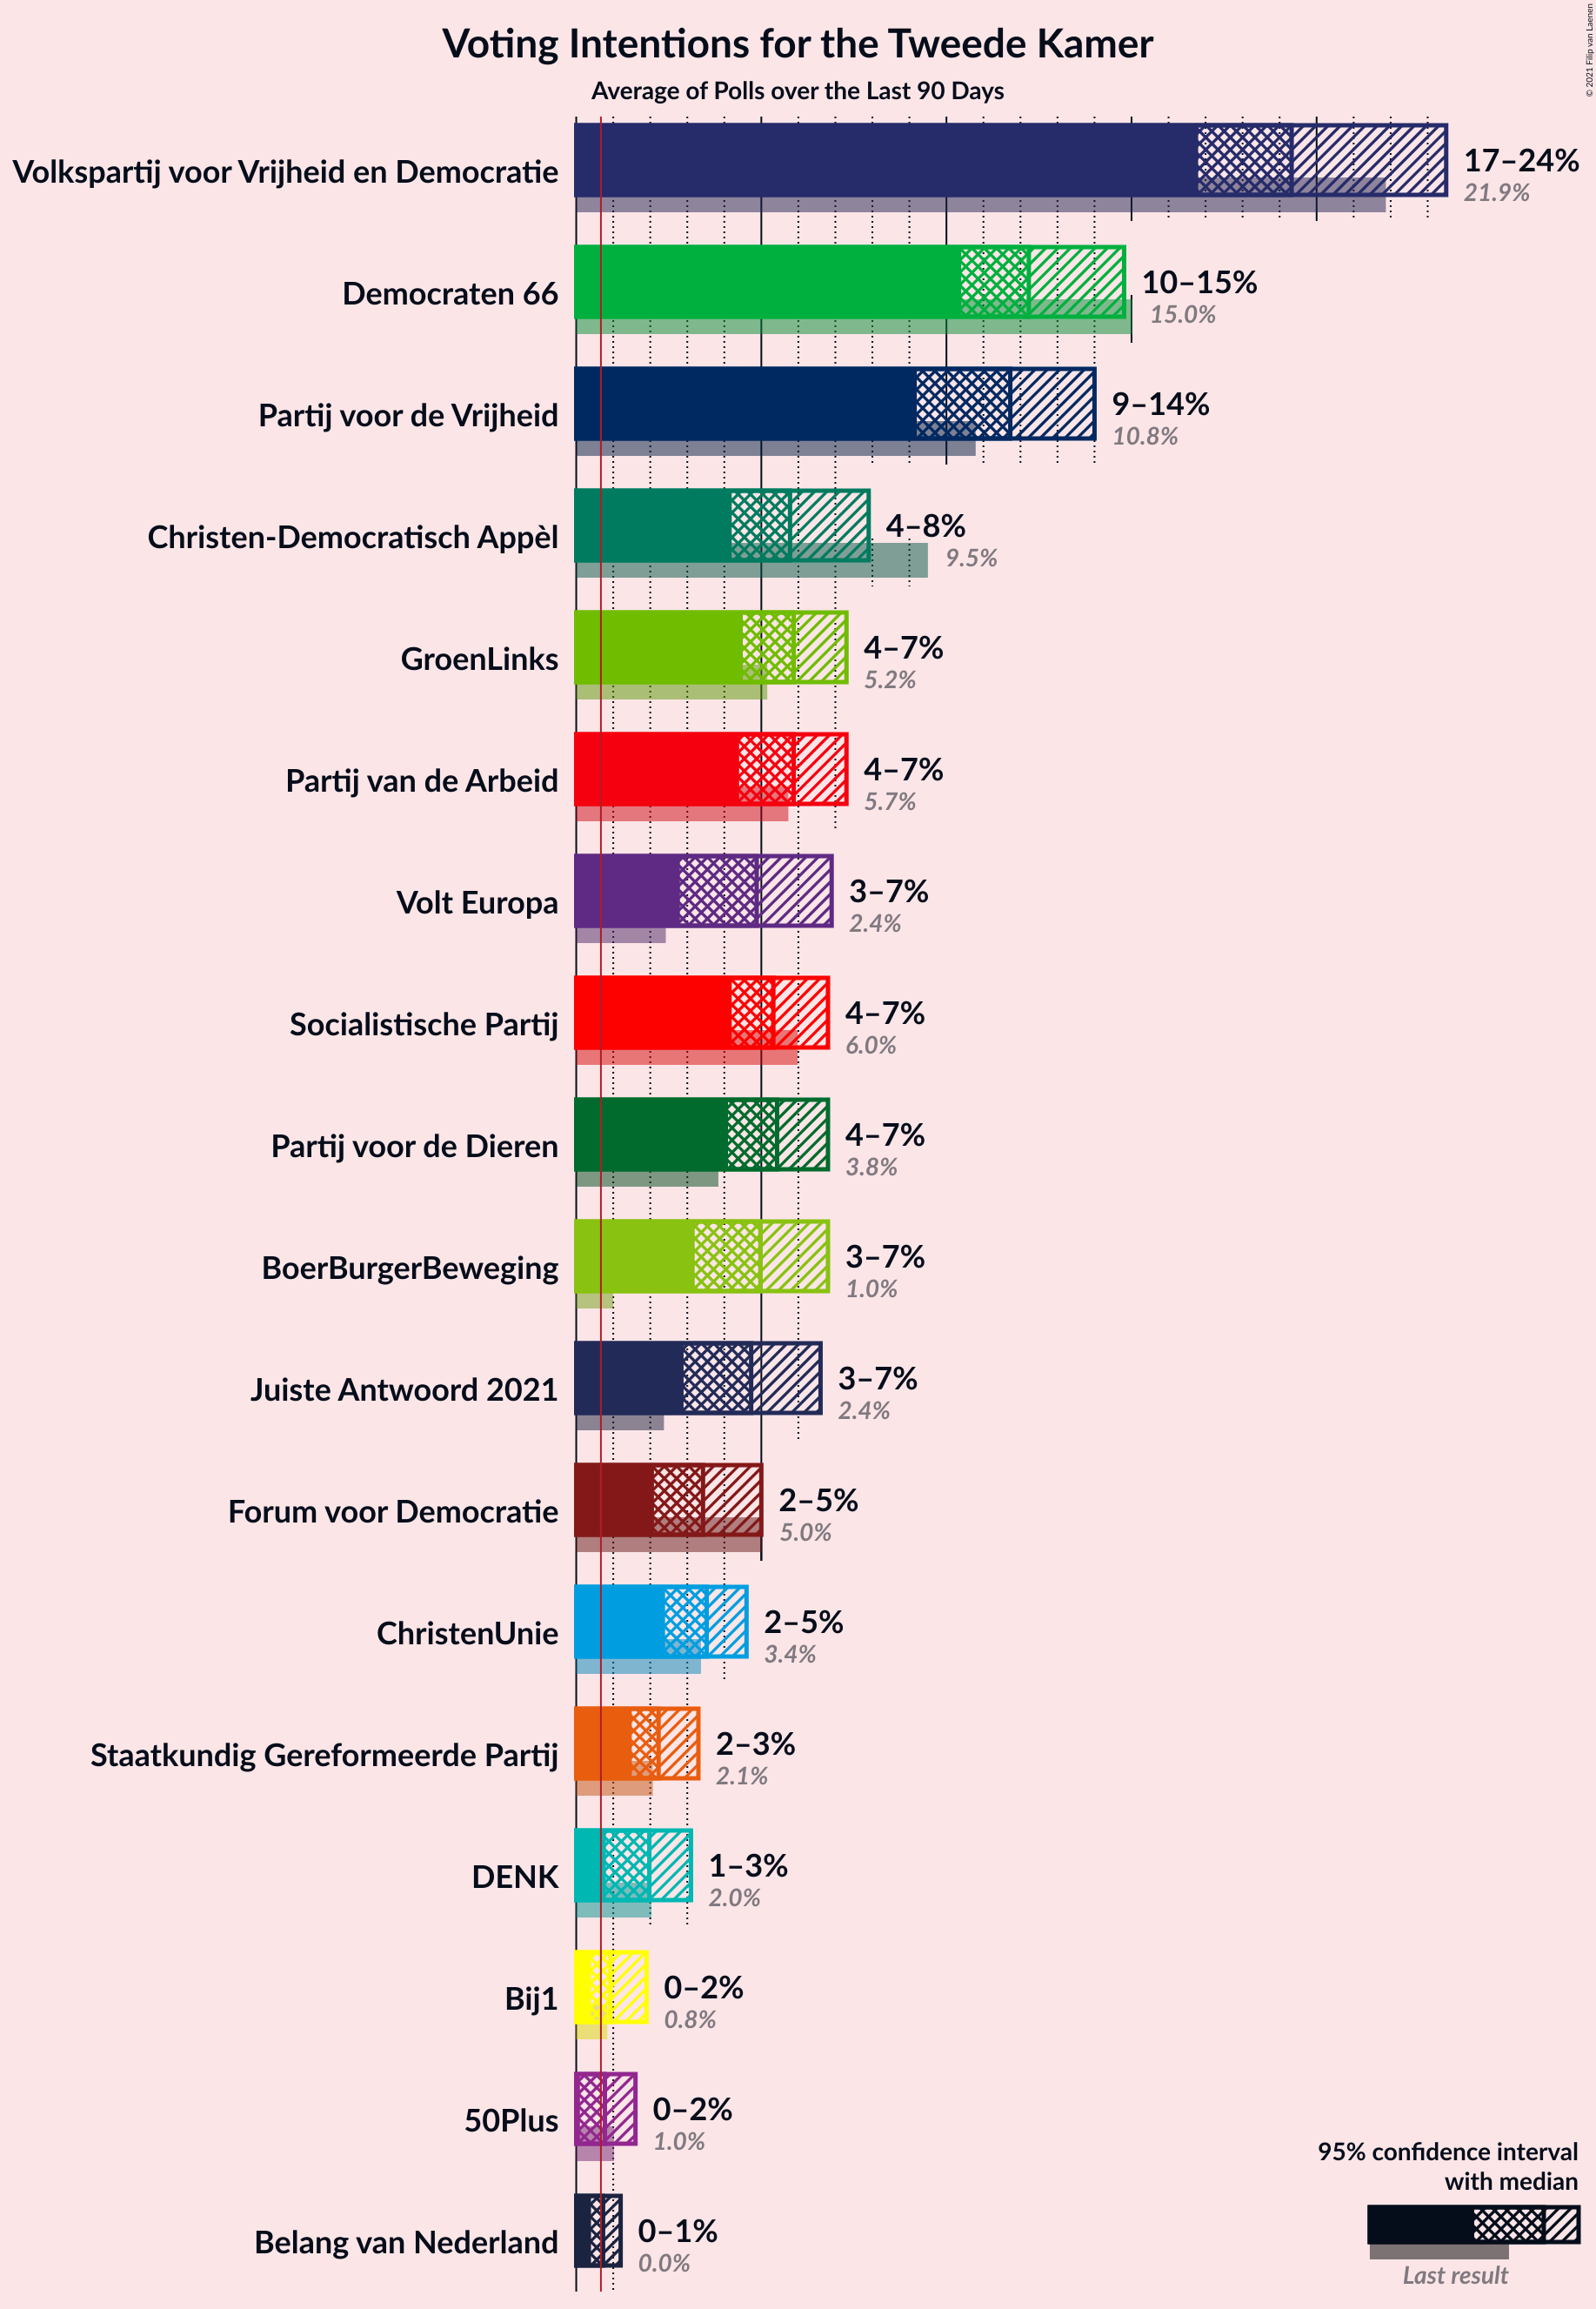 Voting Intentions for the Tweede Kamer
Average of Polls over the Last 90 Days
© 2021 Filip van Laenen
Volkspartij voor Vrijheid en Democratie
17–24%
21.9%
Democraten 66
10–15%
15.0%
Partij voor de Vrijheid
9–14%
10.8%
Christen-Democratisch Appèl
4–8%
9.5%
GroenLinks
4–7%
5.2%
Partij van de Arbeid
4–7%
5.7%
Volt Europa
3–7%
2.4%
Socialistische Partij
4–7%
6.0%
Partij voor de Dieren
4–7%
3.8%
BoerBurgerBeweging
3–7%
1.0%
Juiste Antwoord 2021
3–7%
2.4%
Forum voor Democratie
2–5%
5.0%
ChristenUnie
2–5%
3.4%
Staatkundig Gereformeerde Partij
2–3%
2.1%
DENK
1–3%
2.0%
Bij1
0–2%
0.8%
50Plus
0–2%
1.0%
Belang van Nederland
0–1%
0.0%
95% confidence interval
with median
Last result